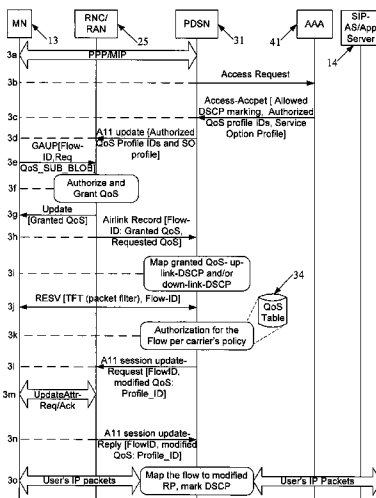 MN
13
RNC/
RAN
25
PDSN
31
AAA
41
SIP-
AS/App
Server
14
3a
PPP/MIP
3b
Access Request
3c
Access-Accpet [ Allowed
DSCP marking, Authorized
QoS profile IDs, Service
Option Profile]
3d
A11 update {Authorized
QoS Profile IDs and SO
profile}
3e
GAUP[Flow-
ID,Req
QoS_SUB_BLOB]
3f
Authorize and
Grant QoS
3g
Update
[Granted QoS]
3h
Airlink Record [Flow-
ID: Granted QoS,
Requested QoS]
3i
Map granted QoS- up-
link-DSCP and/or
down-link-DSCP
34
3j
RESV [TFT (packet filter), Flow-ID]
QoS
Table
3k
Authorization for the
Flow per carrier's policy
3l
A11 session update-
Request [FlowID,
modified QoS:
Profile_ID]
3m
UpdatsAttr-
Req/Ack
3n
A11 session update-
Reply [FlowID, modified
QoS: Profile_ID]
3o
User's IP packets
Map the flow to modified
RP, mark DSCP
User's IP Packets